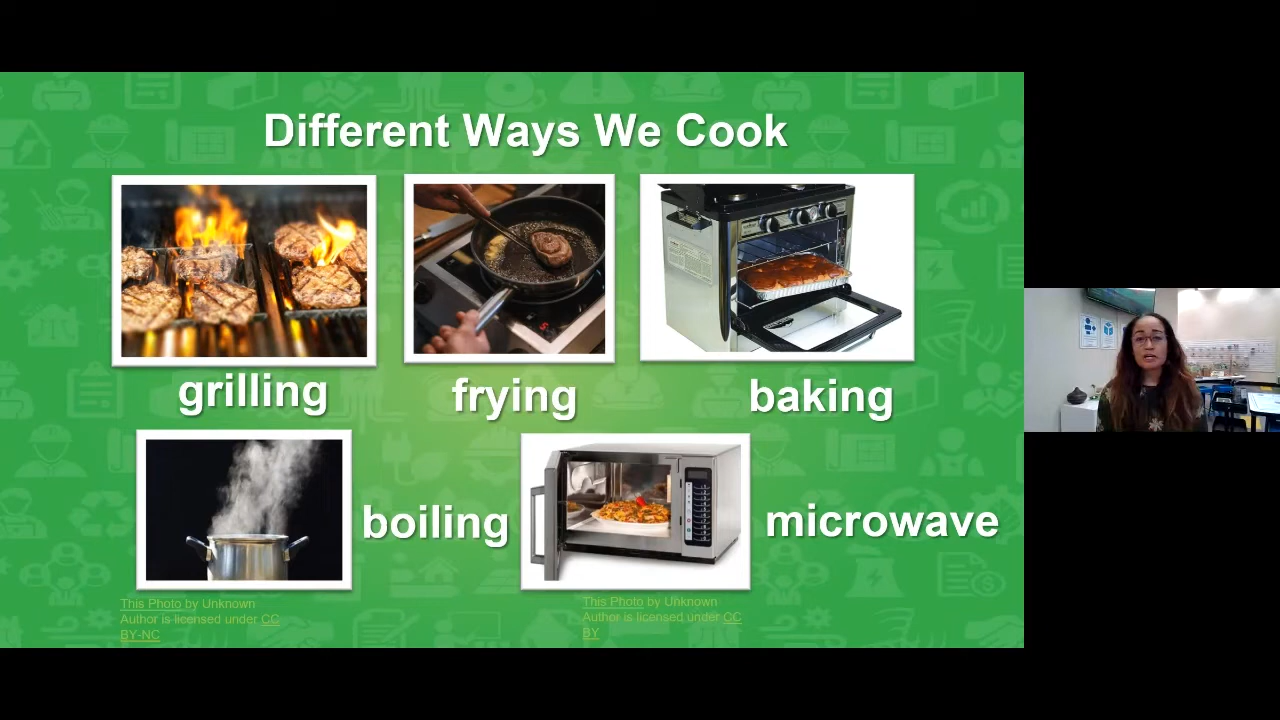 Different Ways We Cook
grilling
frying
baking
boiling
microwave
This Photo by Unknown
Author is licensed under CC
BY-NC
This Photo by Unknown
Author is licensed under CC
BY